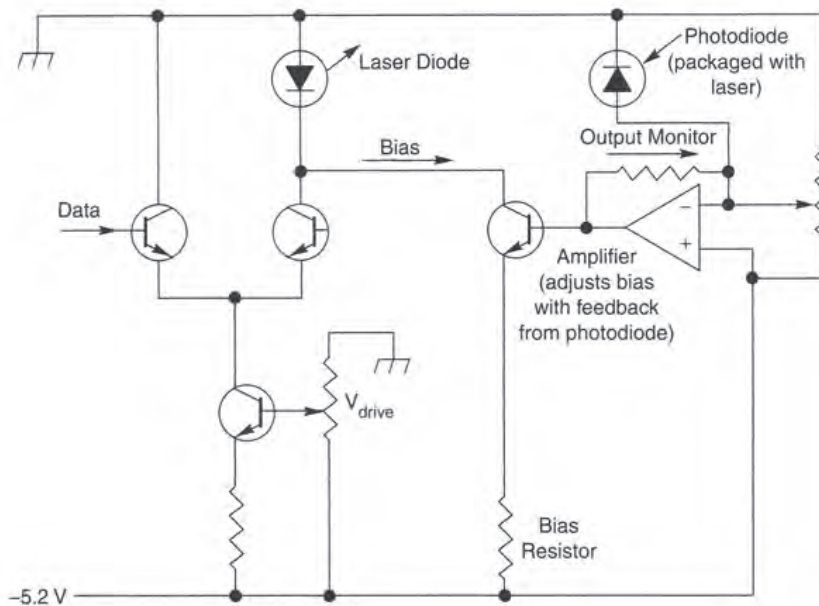 Laser Diode
Photodiode
(packaged with
laser)
Output Monitor
Bias
Data
−
+
Amplifier
(adjusts bias
with feedback
from photodiode)
Vdrive
Bias
Resistor
−5.2 V